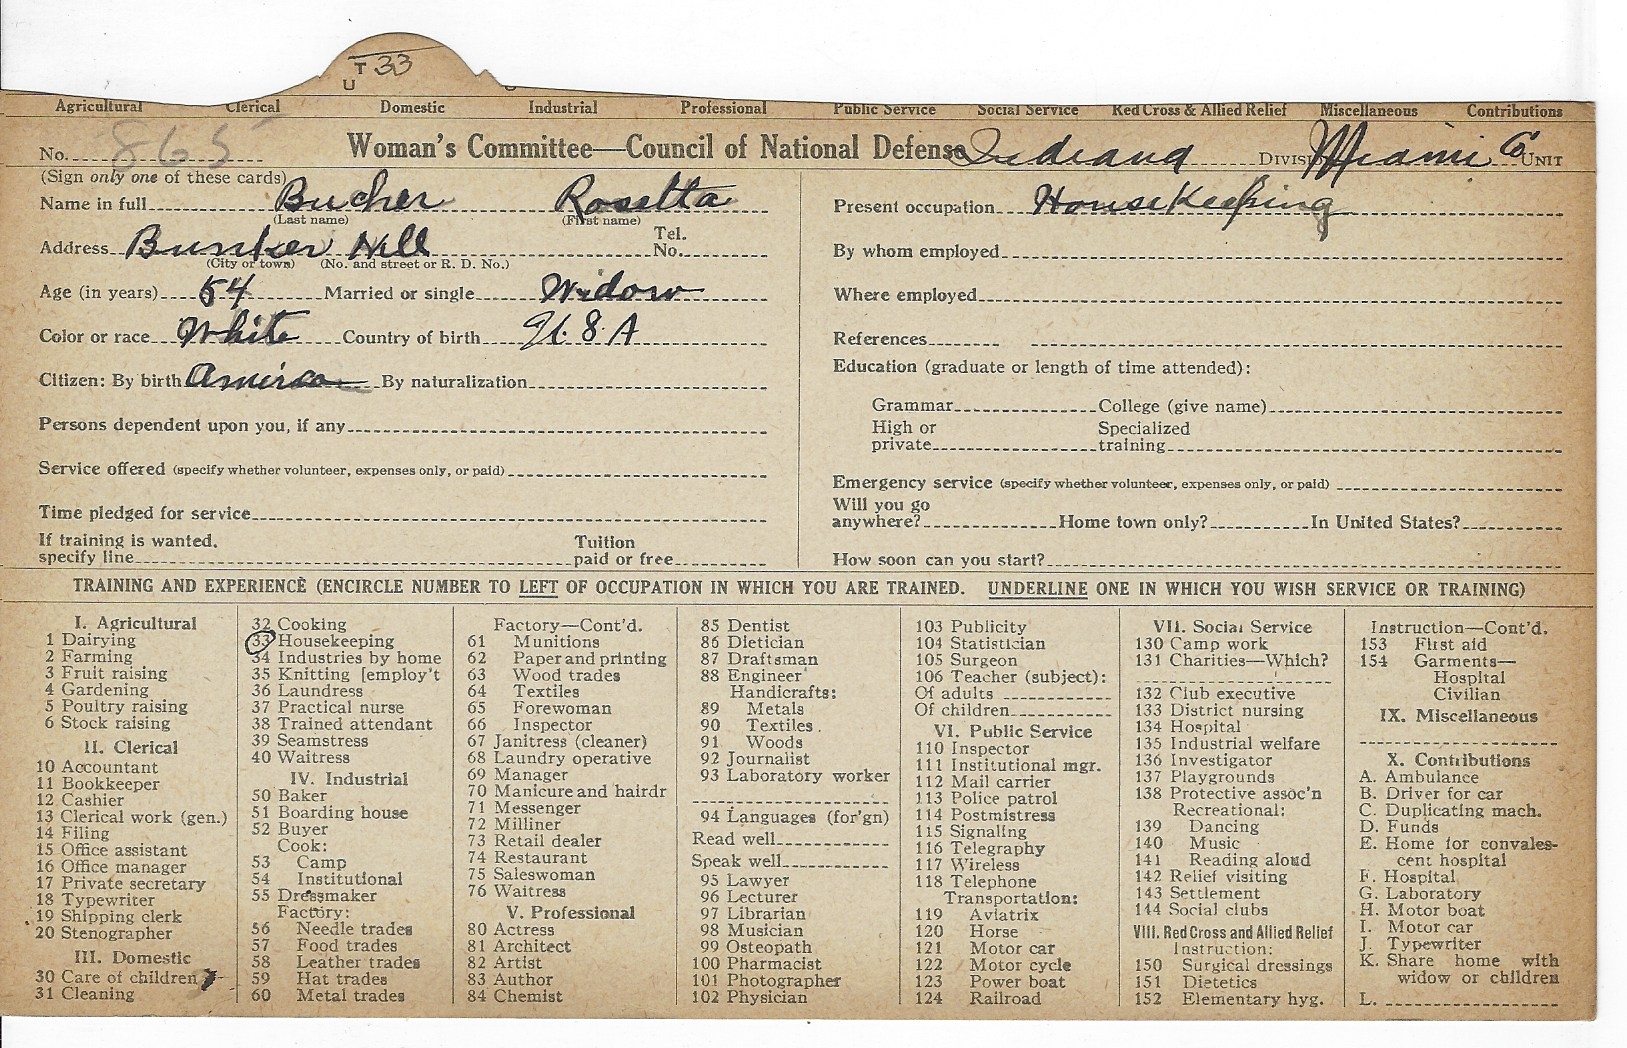 T 33
U
Agricultural Clerical Domestic Industrial Professional Public Service Social Service Red Cross & Allied Relief Miscellaneous Contributions
No. 865 Woman's Committee—Council of National Defense Indiana Division Miami Co Unit
(Sign only one of these cards)
Name in full Bucher Rosetta
(Last name) (First name)
Address Bunker Hill Tel. No.
(City or town) (No. and street or R. D. No.)
Age (in years) 54 Married or single Widow
Color or race White Country of birth U. S A
Citizen: By birth America By naturalization
Persons dependent upon you, if any
Service offered (specify whether volunteer, expenses only, or paid)
Time pledged for service
If training is wanted, specify line Tuition paid or free
Present occupation HouseKeeping
By whom employed
Where employed
References
Education (graduate or length of time attended):
Grammar College (give name)
High or private Specialized training
Emergency service (specify whether volunteer, expenses only, or paid)
Will you go anywhere? Home town only? In United States?
How soon can you start?
TRAINING AND EXPERIENCE (ENCIRCLE NUMBER TO LEFT OF OCCUPATION IN WHICH YOU ARE TRAINED. UNDERLINE ONE IN WHICH YOU WISH SERVICE OR TRAINING)
I. Agricultural
1 Dairying
2 Farming
3 Fruit raising
4 Gardening
5 Poultry raising
6 Stock raising
II. Clerical
10 Accountant
11 Bookkeeper
12 Cashier
13 Clerical work (gen.)
14 Filing
15 Office assistant
16 Office manager
17 Private secretary
18 Typewriter
19 Shipping clerk
20 Stenographer
III. Domestic
30 Care of children
31 Cleaning
32 Cooking
33 Housekeeping
34 Industries by home
35 Knitting [employ't
36 Laundress
37 Practical nurse
38 Trained attendant
39 Seamstress
40 Waitress
IV. Industrial
50 Baker
51 Boarding house
52 Buyer
Cook:
53 Camp
54 Institutional
55 Dressmaker
Factory:
56 Needle trades
57 Food trades
58 Leather trades
59 Hat trades
60 Metal trades
Factory—Cont'd.
61 Munitions
62 Paper and printing
63 Wood trades
64 Textiles
65 Forewoman
66 Inspector
67 Janitress (cleaner)
68 Laundry operative
69 Manager
70 Manicure and hairdr
71 Messenger
72 Milliner
73 Retail dealer
74 Restaurant
75 Saleswoman
76 Waitress
V. Professional
80 Actress
81 Architect
82 Artist
83 Author
84 Chemist
85 Dentist
86 Dietician
87 Draftsman
88 Engineer
Handicrafts:
89 Metals
90 Textiles.
91 Woods
92 Journalist
93 Laboratory worker
94 Languages (for'gn)
Read well
Speak well
95 Lawyer
96 Lecturer
97 Librarian
98 Musician
99 Osteopath
100 Pharmacist
101 Photographer
102 Physician
103 Publicity
104 Statistician
105 Surgeon
106 Teacher (subject):
Of adults
Of children
VI. Public Service
110 Inspector
111 Institutional mgr.
112 Mail carrier
113 Police patrol
114 Postmistress
115 Signaling
116 Telegraphy
117 Wireless
118 Telephone
Transportation:
119 Aviatrix
120 Horse
121 Motor car
122 Motor cycle
123 Power boat
124 Railroad
VII. Social Service
130 Camp work
131 Charities—Which?
132 Club executive
133 District nursing
134 Hospital
135 Industrial welfare
136 Investigator
137 Playgrounds
138 Protective assoc'n
Recreational:
139 Dancing
140 Music
141 Reading aloud
142 Relief visiting
143 Settlement
144 Social clubs
VIII. Red Cross and Allied Relief
Instruction:
150 Surgical dressings
151 Dietetics
152 Elementary hyg.
Instruction—Cont'd.
153 First aid
154 Garments—
Hospital
Civilian
IX. Miscellaneous
X. Contributions
A. Ambulance
B. Driver for car
C. Duplicating mach.
D. Funds
E. Home for convales-
cent hospital
F. Hospital
G. Laboratory
H. Motor boat
I. Motor car
J. Typewriter
K. Share home with
widow or children
L.